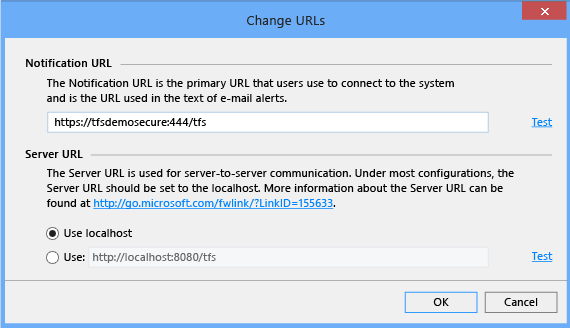 Change URLs
Notification URL
The Notification URL is the primary URL that users use to connect to the system
and is the URL used in the text of e-mail alerts.
https://tfsdemosecure:444/tfs
Test
Server URL
The Server URL is used for server-to-server communication. Under most configurations, the
Server URL should be set to the localhost. More information about the Server URL can be
found at http://go.microsoft.com/fwlink/?LinkID=155633.
Use localhost
Use: http://localhost:8080/tfs
Test
OK
Cancel